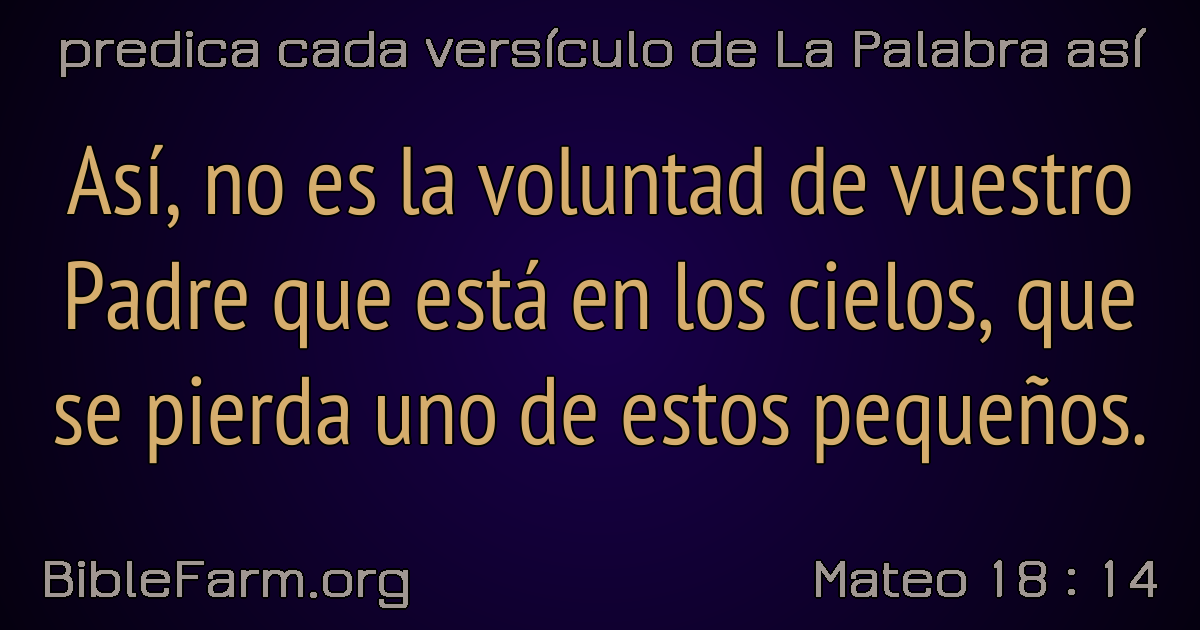 predica cada versículo de La Palabra así
Así, no es la voluntad de vuestro
Padre que está en los cielos, que
se pierda uno de estos pequeños.
BibleFarm.org
Mateo 18 : 14